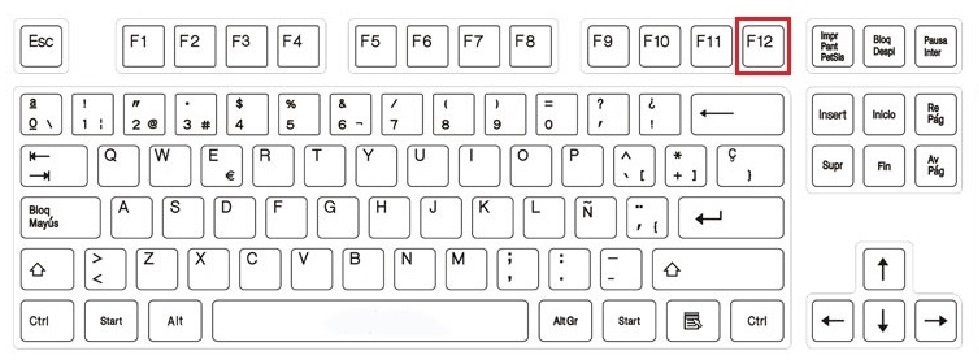 Esc F1 F2 F3 F4 F5 F6 F7 F8 F9 F10 F11 F12 Impr Pant PetSis Bloq Despl Pausa Inter
ª ! " · $ % & / ( ) = ? ¿ ←
º \ 1 ¦ 2 @ 3 # 4 5 6 ¬ 7 8 9 0 ' ! Insert Inicio Re Pág
Q W E € R T Y U I O P ^ ` [ * + ] Ç } Supr Fin Av Pág
Bloq Mayús A S D F G H J K L Ñ ¨ ´ { ↵
⇧ > < Z X C V B N M ; , : . _ - ⇧ ↑
Ctrl Start Alt Alt Gr Start Ctrl ← ↓ →